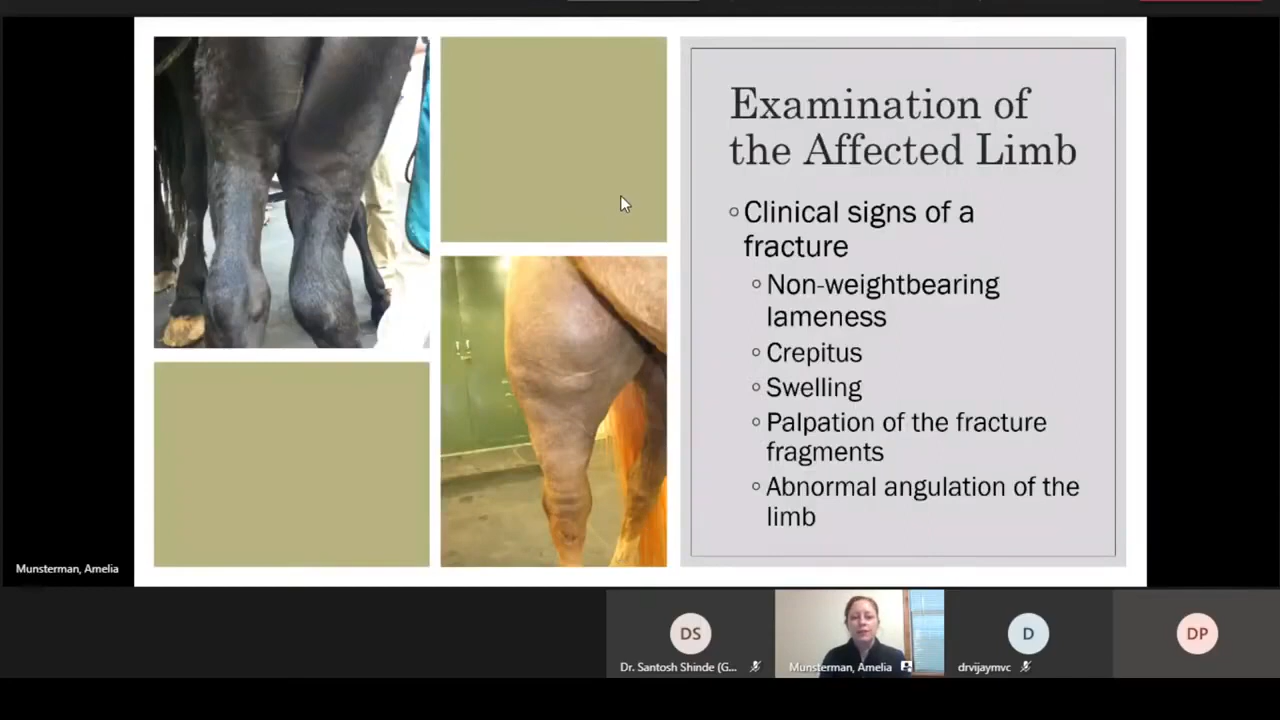 Examination of
the Affected Limb
Clinical signs of a
fracture
Non-weightbearing
lameness
Crepitus
Swelling
Palpation of the fracture
fragments
Abnormal angulation of the
limb
Munsterman, Amelia
DS
Dr. Santosh Shinde (G...
Munsterman, Amelia
D
drvijaymvc
DP